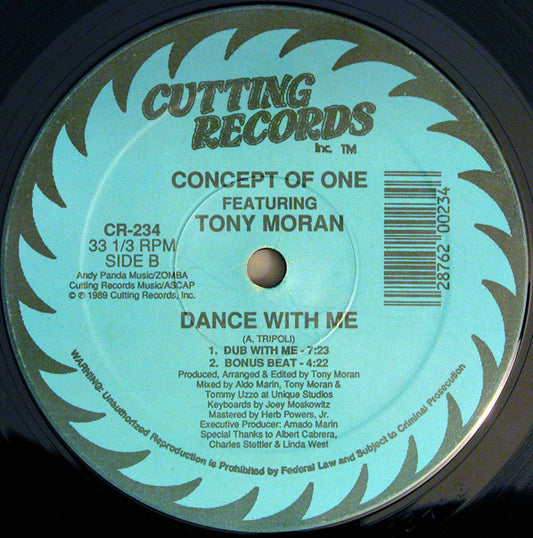 CUTTING
RECORDS
Inc. TM
CONCEPT OF ONE
FEATURING
TONY MORAN
CR-234
33 1/3 RPM
SIDE B
Andy Panda Music/ZOMBA
Cutting Records Music/ASCAP
© ℗ 1989 Cutting Records, Inc.
28762 00234
DANCE WITH ME
(A. TRIPOLI)
1. DUB WITH ME - 7:23
2. BONUS BEAT - 4:22
Produced, Arranged & Edited by Tony Moran
Mixed by Aldo Marin, Tony Moran &
Tommy Uzzo at Unique Studios
Keyboards by Joey Moskowitz
Mastered by Herb Powers, Jr.
Executive Producer: Amado Marin
Special Thanks to Albert Cabrera,
Charles Stettler & Linda West
WARNING: Unauthorized Reproduction is Prohibited by Federal Law and Subject to Criminal Prosecution